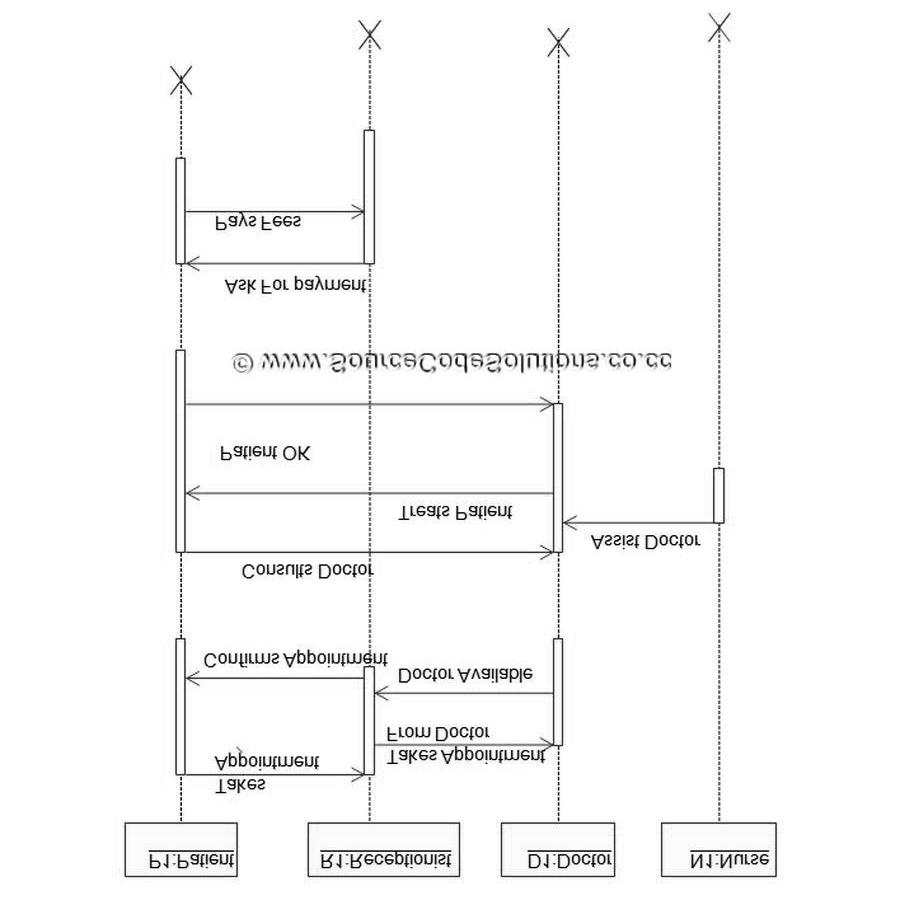 P1:Patient
R1:Receptionist
D1:Doctor
N1:Nurse
Takes
Appointment
Takes Appointment
From Doctor
Doctor Available
Confirms Appointment
Consults Doctor
Assist Doctor
Treats Patient
Patient OK
© www.SourceCodeSolutions.co.cc
Ask For payment
Pays Fees